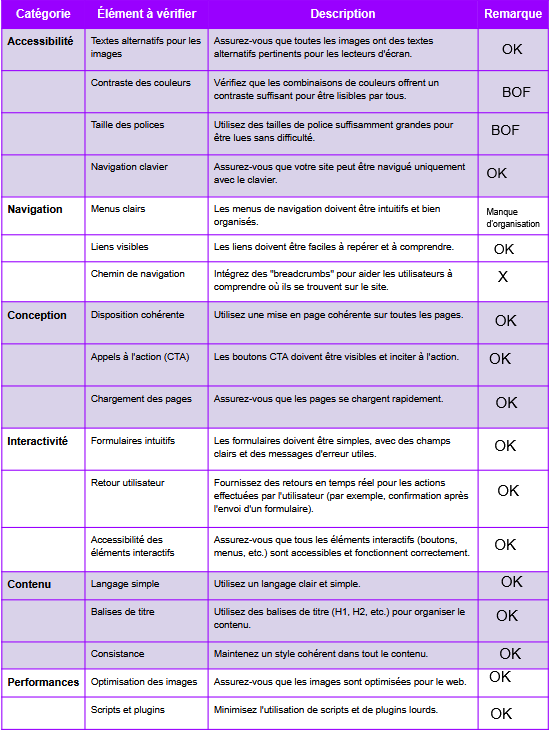 Catégorie Élément à vérifier Description Remarque
Accessibilité Textes alternatifs pour les images Assurez-vous que toutes les images ont des textes alternatifs pertinents pour les lecteurs d'écran. OK
Contraste des couleurs Vérifiez que les combinaisons de couleurs offrent un contraste suffisant pour être lisibles par tous. BOF
Taille des polices Utilisez des tailles de police suffisamment grandes pour être lues sans difficulté. BOF
Navigation clavier Assurez-vous que votre site peut être navigué uniquement avec le clavier. OK
Navigation Menus clairs Les menus de navigation doivent être intuitifs et bien organisés. Manque d'organisation
Liens visibles Les liens doivent être faciles à repérer et à comprendre. OK
Chemin de navigation Intégrez des "breadcrumbs" pour aider les utilisateurs à comprendre où ils se trouvent sur le site. X
Conception Disposition cohérente Utilisez une mise en page cohérente sur toutes les pages. OK
Appels à l'action (CTA) Les boutons CTA doivent être visibles et inciter à l'action. OK
Chargement des pages Assurez-vous que les pages se chargent rapidement. OK
Interactivité Formulaires intuitifs Les formulaires doivent être simples, avec des champs clairs et des messages d'erreur utiles. OK
Retour utilisateur Fournissez des retours en temps réel pour les actions effectuées par l'utilisateur (par exemple, confirmation après l'envoi d'un formulaire). OK
Accessibilité des éléments interactifs Assurez-vous que tous les éléments interactifs (boutons, menus, etc.) sont accessibles et fonctionnent correctement. OK
Contenu Langage simple Utilisez un langage clair et simple. OK
Balises de titre Utilisez des balises de titre (H1, H2, etc.) pour organiser le contenu. OK
Consistance Maintenez un style cohérent dans tout le contenu. OK
Performances Optimisation des images Assurez-vous que les images sont optimisées pour le web. OK
Scripts et plugins Minimisez l'utilisation de scripts et de plugins lourds. OK